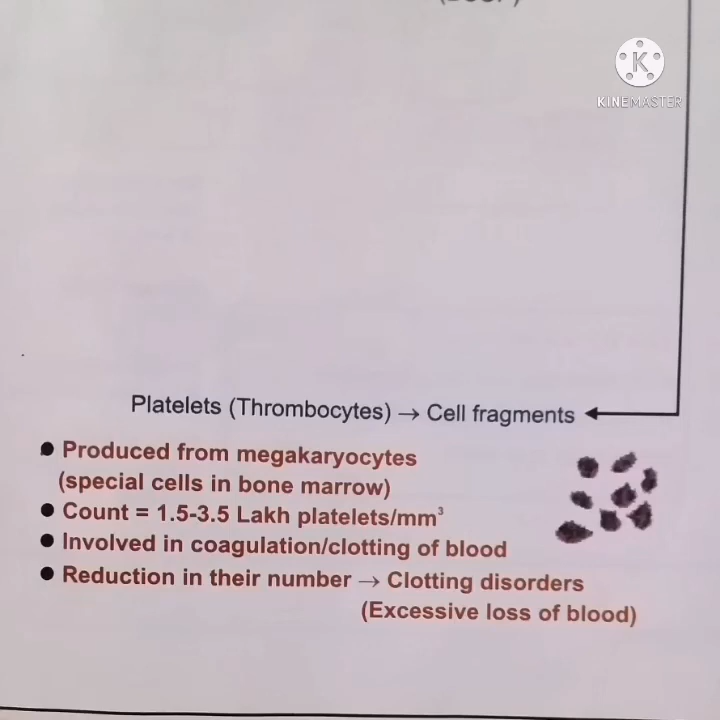 KINEMASTER
Platelets (Thrombocytes) → Cell fragments
● Produced from megakaryocytes
(special cells in bone marrow)
● Count = 1.5-3.5 Lakh platelets/mm³
● Involved in coagulation/clotting of blood
● Reduction in their number → Clotting disorders
(Excessive loss of blood)